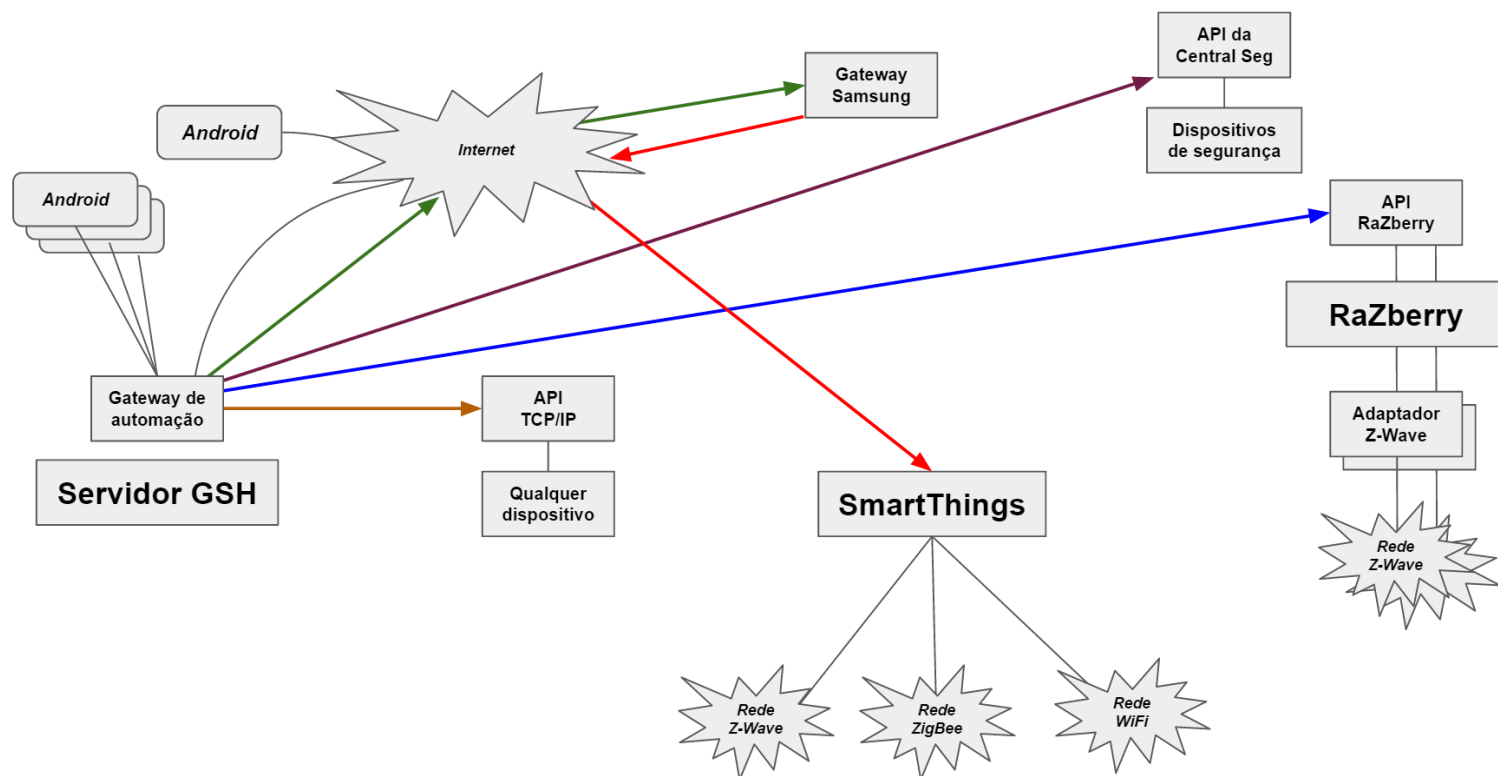 API da
Central Seg
Gateway
Samsung
Android
Internet
Dispositivos
de segurança
Android
API
RaZberry
RaZberry
Gateway de
automação
API
TCP/IP
Adaptador
Z-Wave
Servidor GSH
Qualquer
dispositivo
SmartThings
Rede
Z-Wave
Rede
Z-Wave
Rede
ZigBee
Rede
WiFi